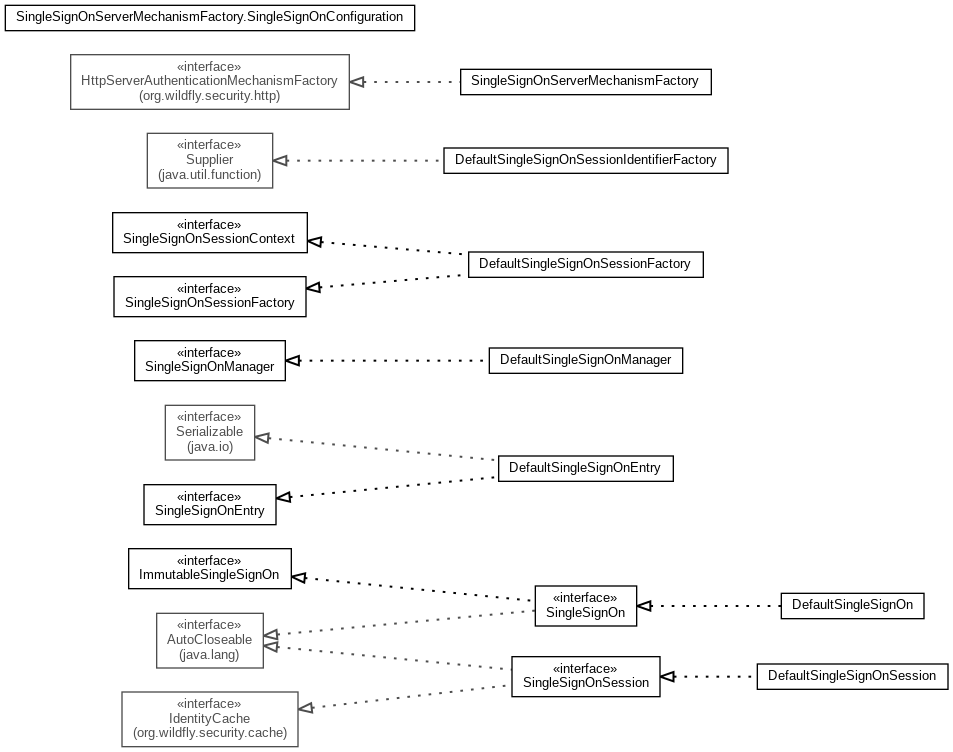 SingleSignOnServerMechanismFactory.SingleSignOnConfiguration
«interface»
HttpServerAuthenticationMechanismFactory
(org.wildfly.security.http)
SingleSignOnServerMechanismFactory
«interface»
Supplier
(java.util.function)
DefaultSingleSignOnSessionIdentifierFactory
«interface»
SingleSignOnSessionContext
DefaultSingleSignOnSessionFactory
«interface»
SingleSignOnSessionFactory
«interface»
SingleSignOnManager
DefaultSingleSignOnManager
«interface»
Serializable
(java.io)
DefaultSingleSignOnEntry
«interface»
SingleSignOnEntry
«interface»
ImmutableSingleSignOn
«interface»
SingleSignOn
DefaultSingleSignOn
«interface»
AutoCloseable
(java.lang)
«interface»
SingleSignOnSession
DefaultSingleSignOnSession
«interface»
IdentityCache
(org.wildfly.security.cache)